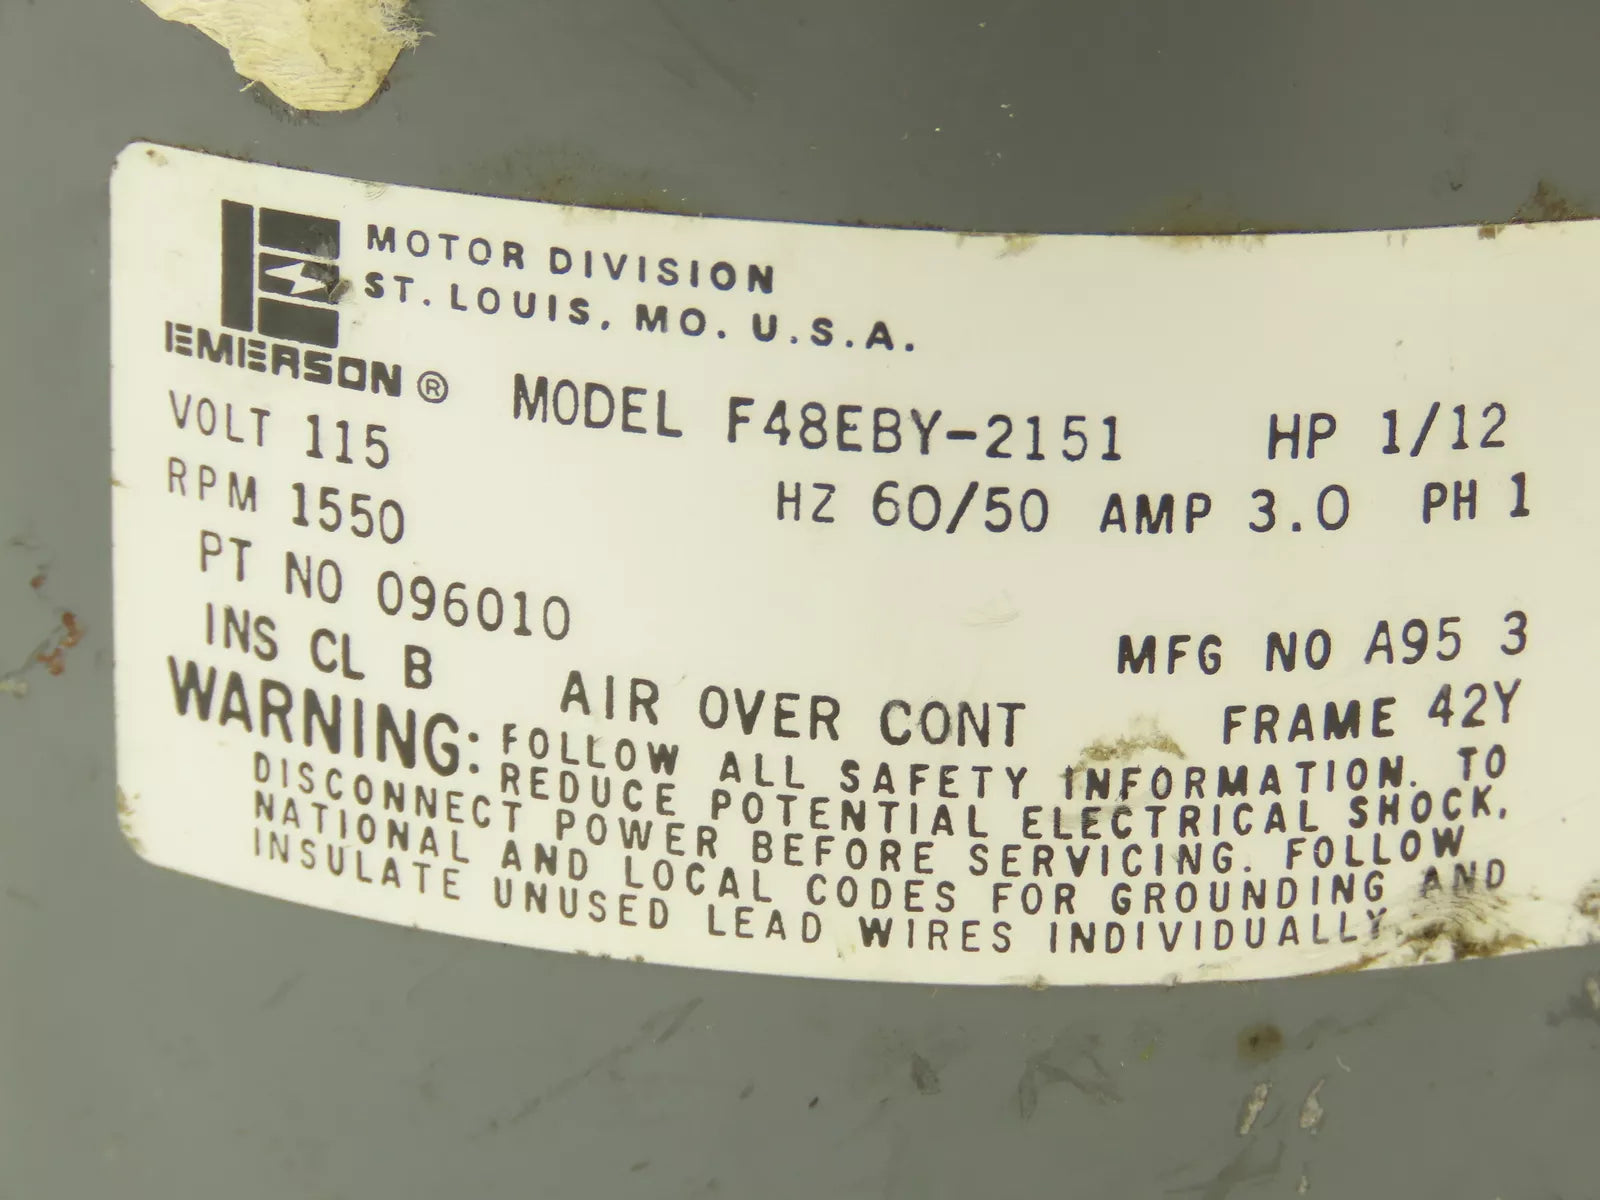 MOTOR DIVISION
ST. LOUIS, MO. U.S.A.
EMERSON ®
MODEL F48EBY-2151 HP 1/12
VOLT 115
HZ 60/50 AMP 3.0 PH 1
RPM 1550
PT NO 096010
MFG NO A95 3
INS CL B AIR OVER CONT FRAME 42Y
WARNING: FOLLOW ALL SAFETY INFORMATION. TO
REDUCE POTENTIAL ELECTRICAL SHOCK,
DISCONNECT POWER BEFORE SERVICING. FOLLOW
NATIONAL AND LOCAL CODES FOR GROUNDING AND
INSULATE UNUSED LEAD WIRES INDIVIDUALLY